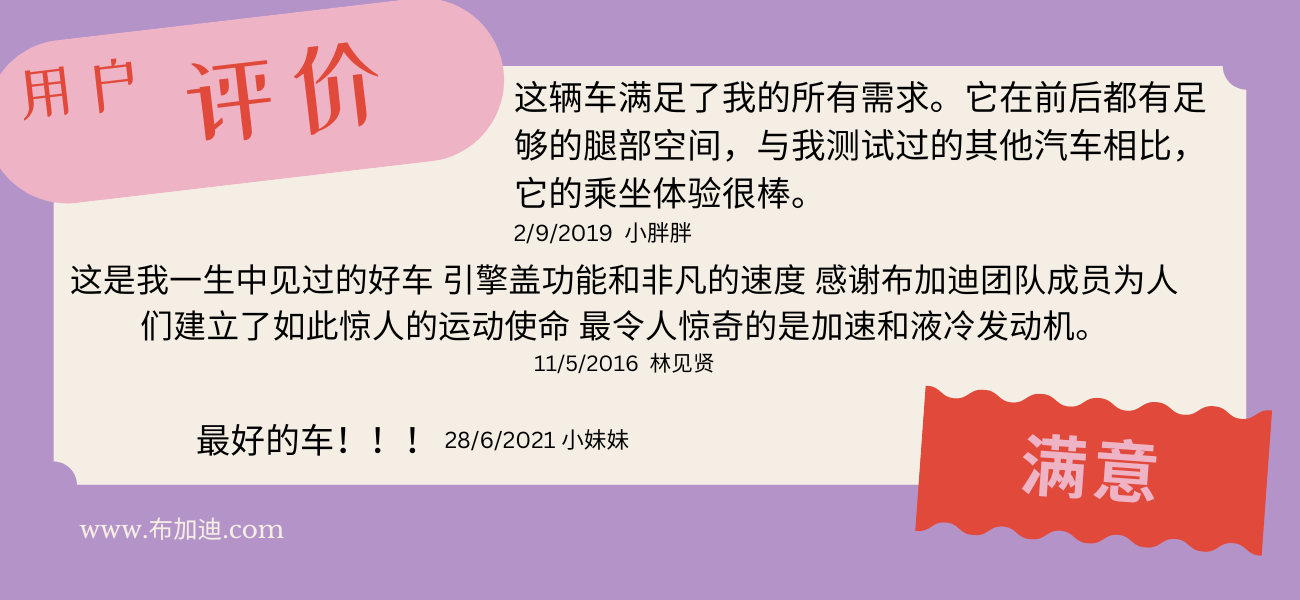 用户 评价
这辆车满足了我的所有需求。它在前后都有足
够的腿部空间，与我测试过的其他汽车相比，
它的乘坐体验很棒。
2/9/2019 小胖胖
这是我一生中见过的好车 引擎盖功能和非凡的速度 感谢布加迪团队成员为人
们建立了如此惊人的运动使命 最令人惊奇的是加速和液冷发动机。
11/5/2016 林见贤
最好的车！！！ 28/6/2021 小妹妹
满意
www.布加迪.com